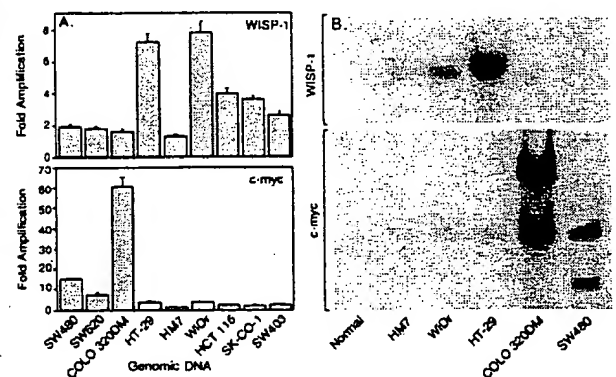 A.
WISP-1
Fold Amplification
8
6
4
2
0
c-myc
Fold Amplification
75
60
50
40
30
20
10
0
SW480
SW620
COLO 320DM
HT-29
HM7
WiDr
HCT 116
SK-CO-1
SW403
Genomic DNA
B.
WISP-1
c-myc
Normal
HM7
WiDr
HT-29
COLO 320DM
SW480